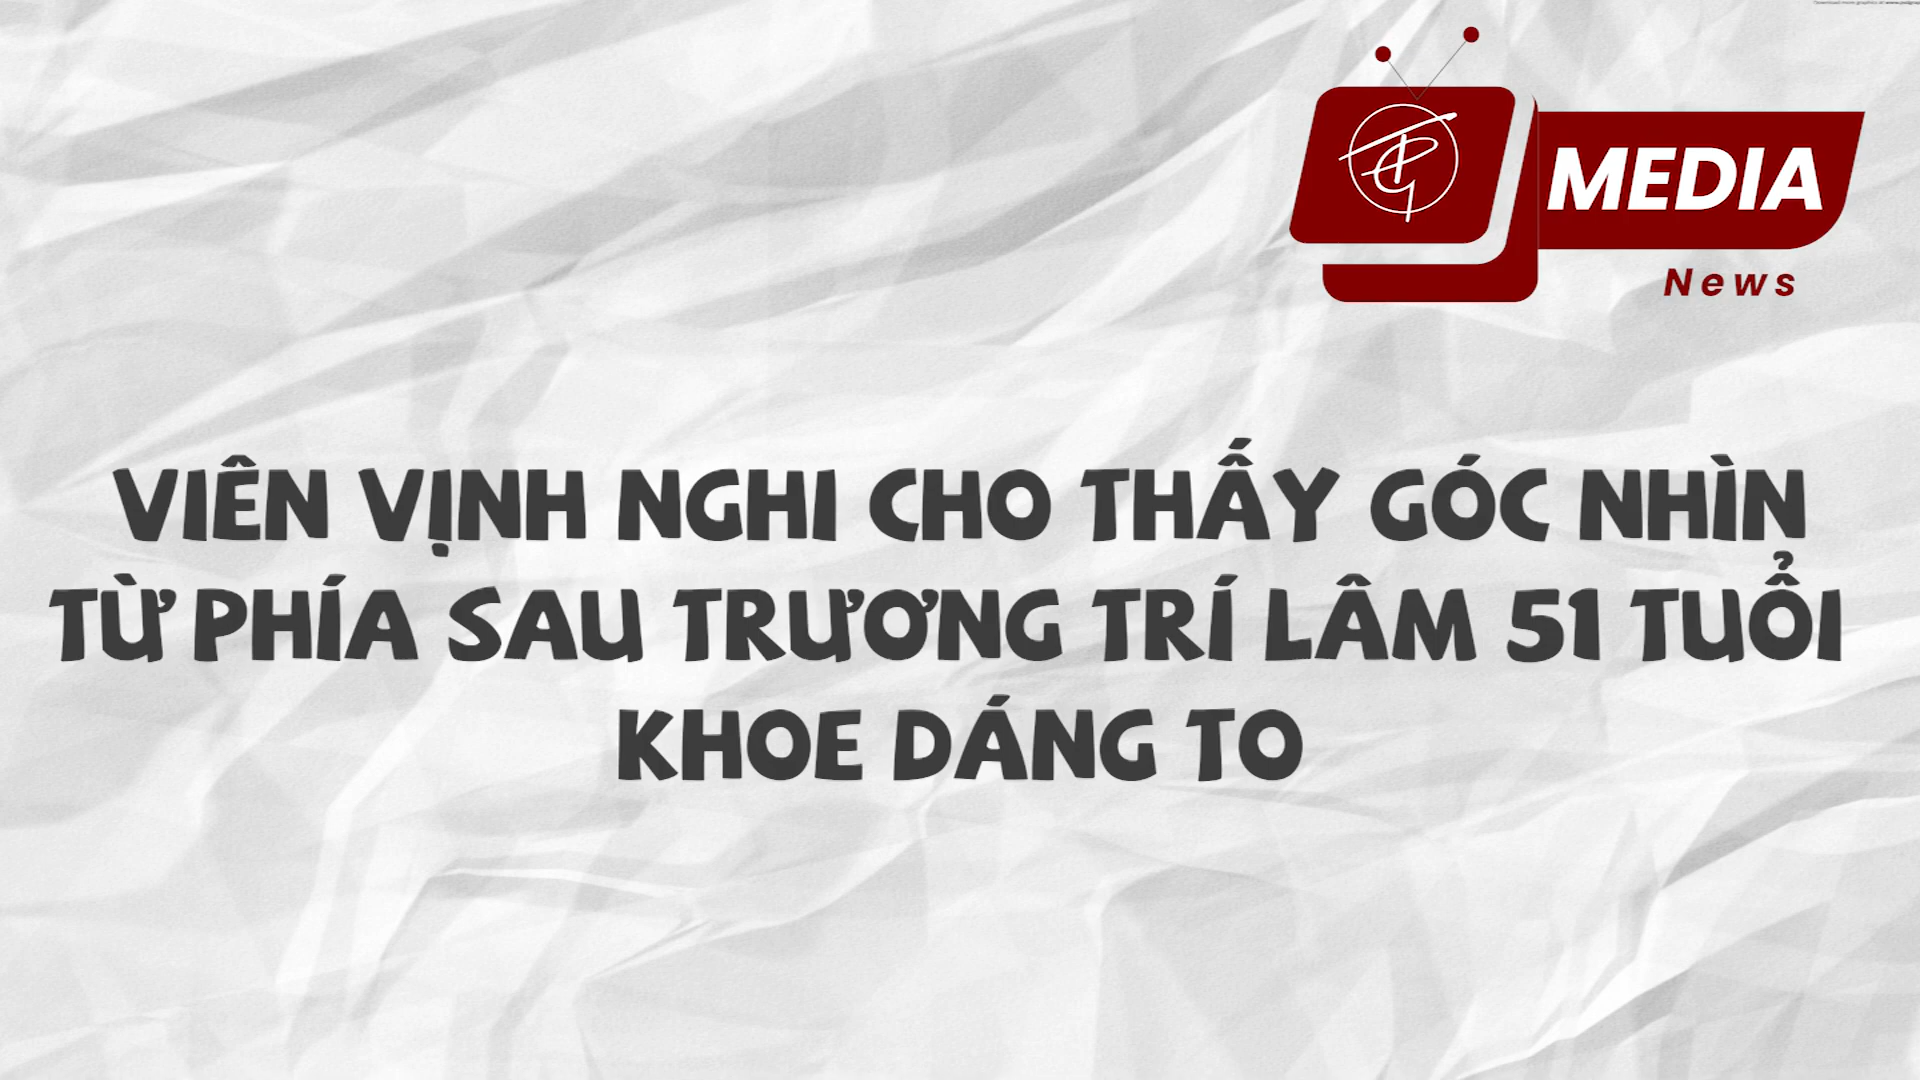 MEDIA
News
VIÊN VỊNH NGHI CHO THẤY GÓC NHÌN
TỪ PHÍA SAU TRƯƠNG TRÍ LÂM 51 TUỔI
KHOE DÁNG TO